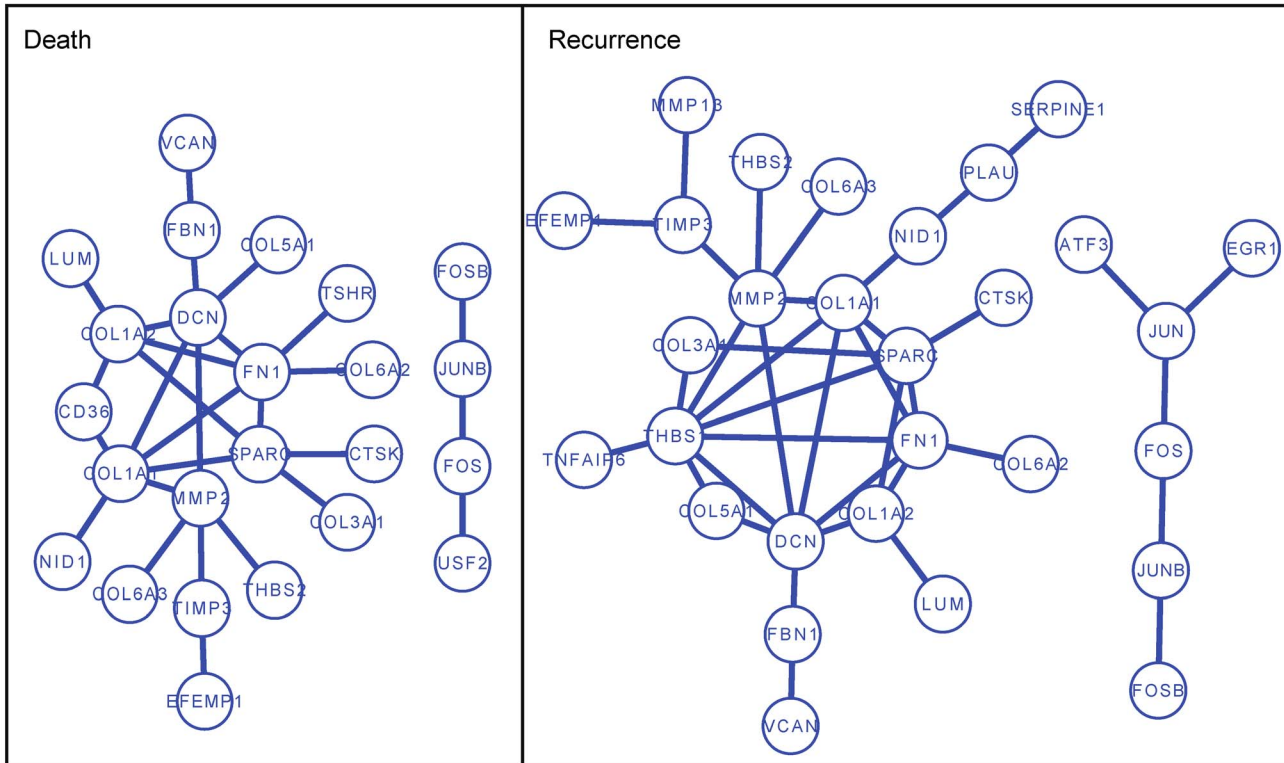 Death
VCAN
FBN1
LUM
COL5A1
FOSB
TSHR
DCN
COL1A2
FN1
COL6A2
JUNB
CD36
SPARC
CTSK
FOS
COL1A1
MMP2
COL3A1
NID1
COL6A3
TIMP3
THBS2
USF2
EFEMP1
Recurrence
MMP13
SERPINE1
THBS2
COL6A3
PLAU
EFEMP1
TIMP3
NID1
ATF3
EGR1
MMP2
COL1A1
CTSK
COL3A1
SPARC
JUN
THBS
FN1
TNFAIP6
COL6A2
FOS
COL5A1
COL1A2
DCN
JUNB
LUM
FBN1
FOSB
VCAN